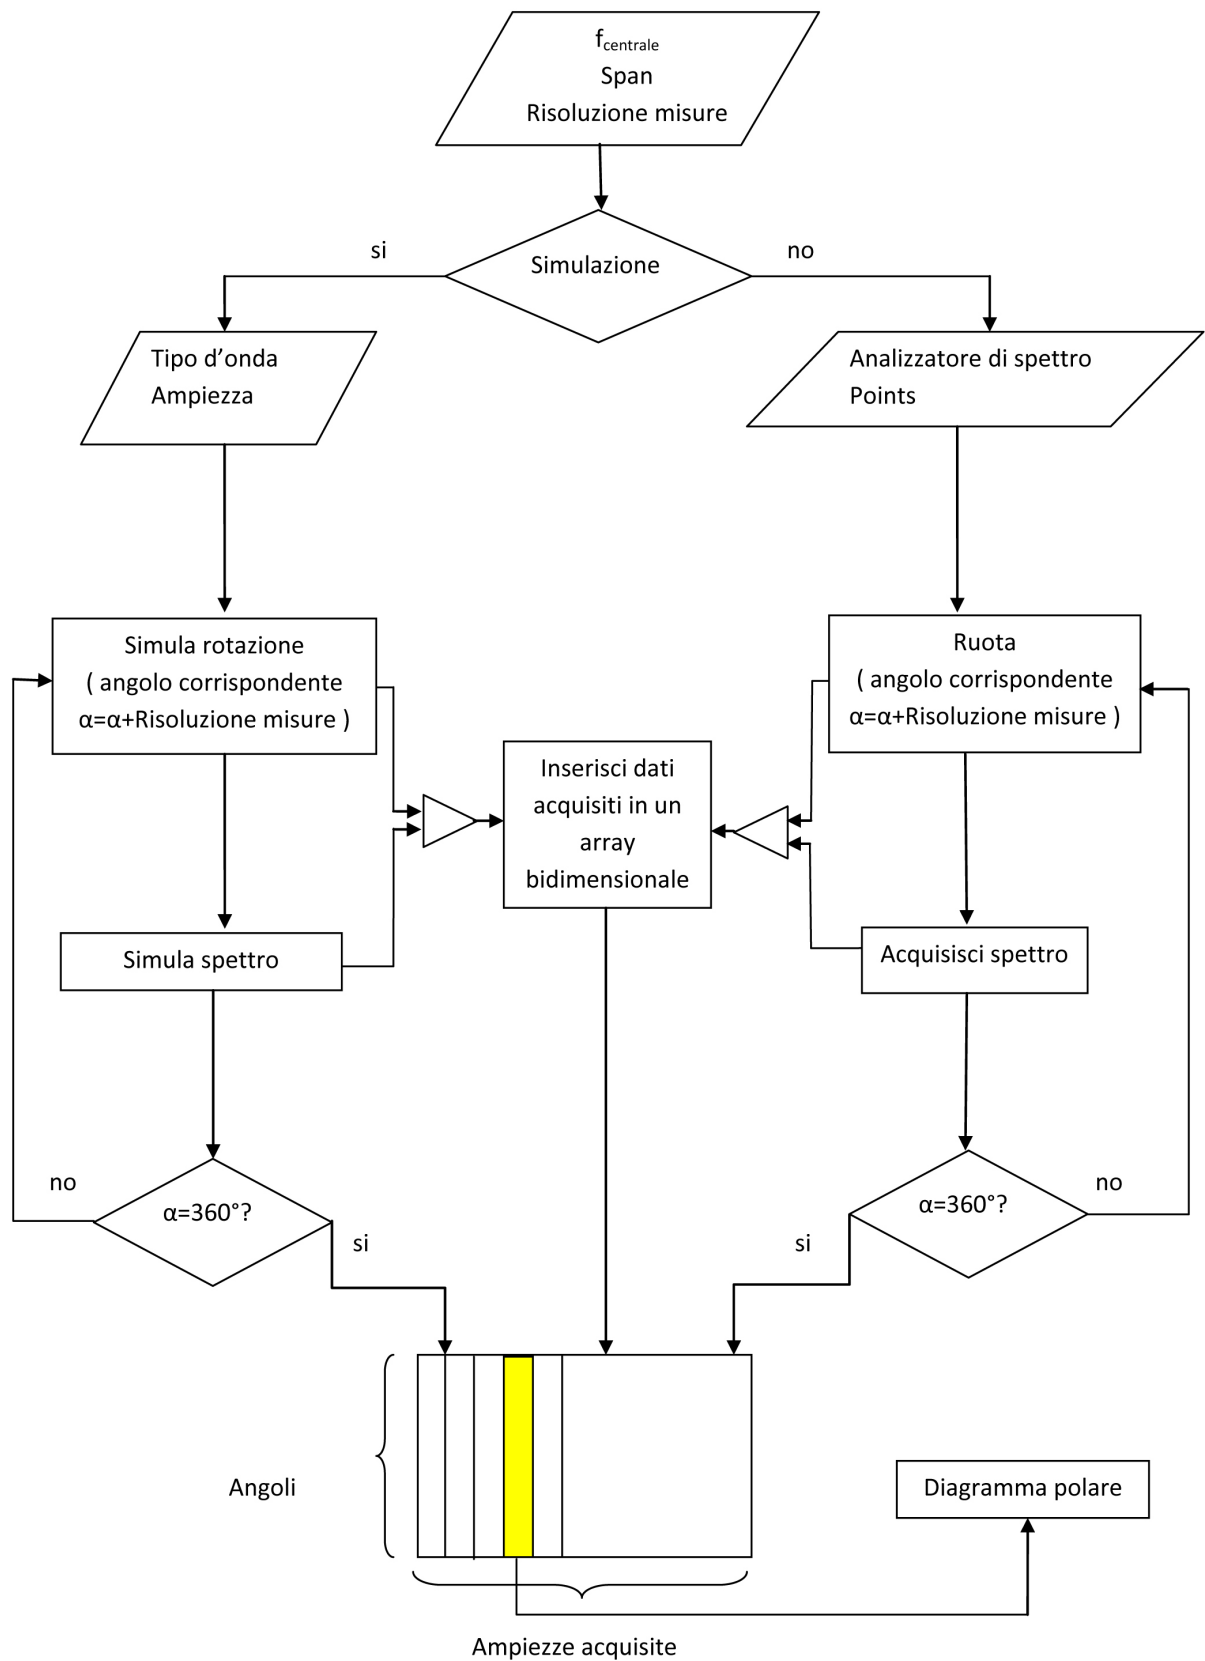 fcentrale
Span
Risoluzione misure
si
no
Simulazione
Tipo d’onda
Ampiezza
Analizzatore di spettro
Points
Simula rotazione
( angolo corrispondente
α=α+Risoluzione misure )
Ruota
( angolo corrispondente
α=α+Risoluzione misure )
Inserisci dati
acquisiti in un
array
bidimensionale
Simula spettro
Acquisisci spettro
no
α=360°?
si
si
α=360°?
no
Angoli
Diagramma polare
Ampiezze acquisite